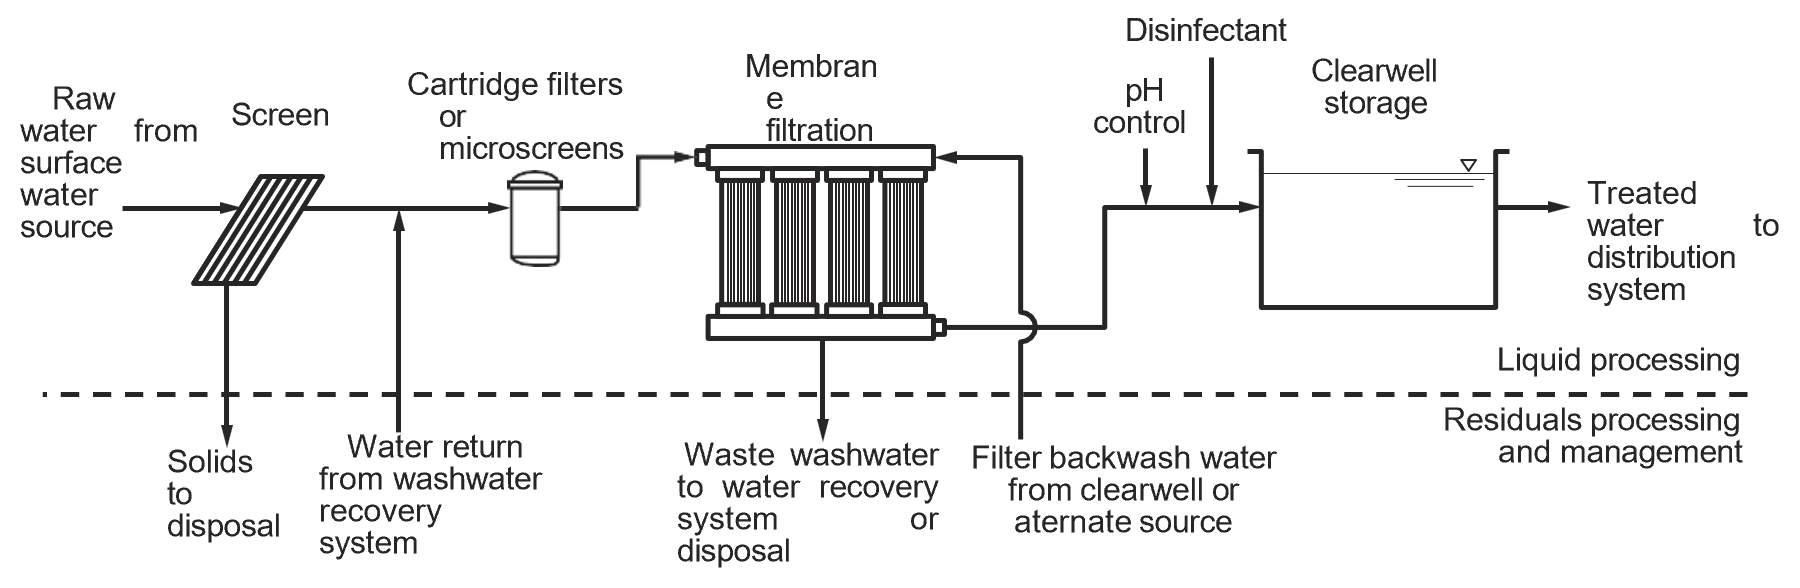 Raw
water from
surface
water
source
Screen
Cartridge filters
or
microscreens
Membran
e
filtration
Disinfectant
pH
control
Clearwell
storage
Treated
water to
distribution
system
Liquid processing
Residuals processing
and management
Solids
to
disposal
Water return
from washwater
recovery
system
Waste washwater
to water recovery
system or
disposal
Filter backwash water
from clearwell or
aternate source